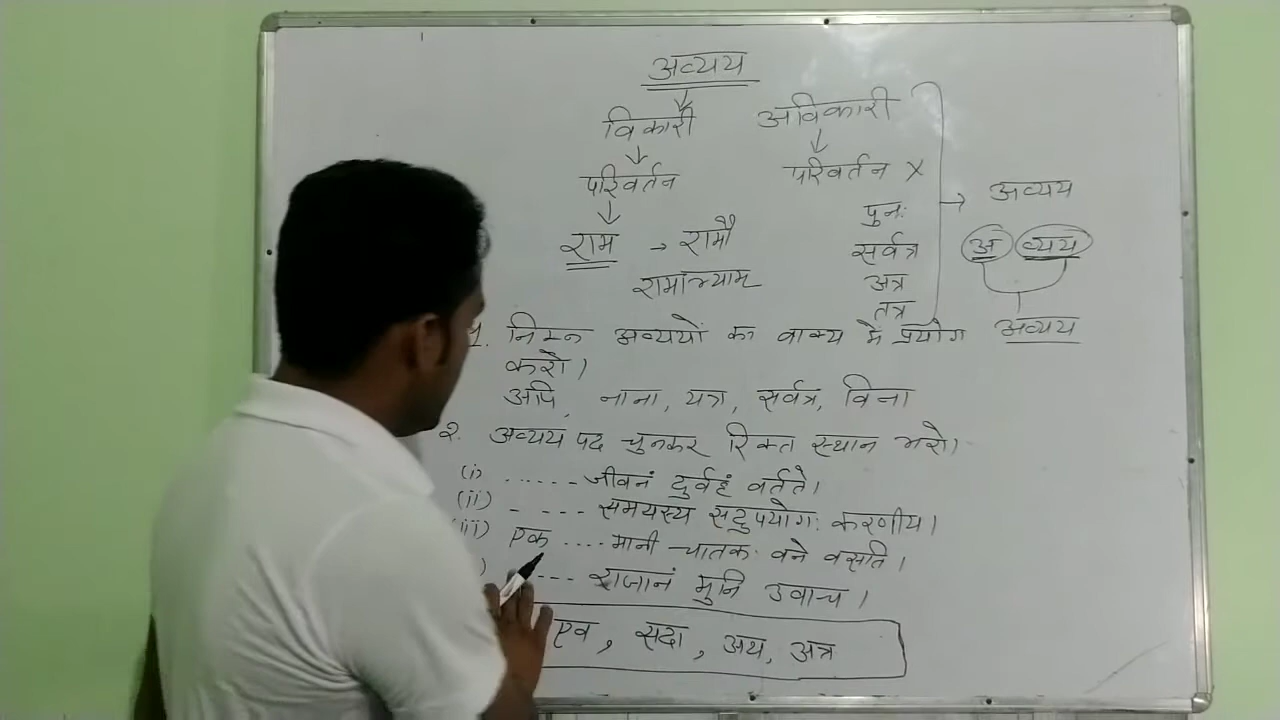 अव्यय
विकारी अविकारी
परिवर्तन परिवर्तन X
राम → रामौ
रामाभ्याम्
पुनः
सर्वत्र
अत्र
तत्र
→ अव्यय
अ व्यय
अव्यय
1. निम्न अव्ययों का वाक्य में प्रयोग
करो।
अपि, नाना, यत्र, सर्वत्र, विना
२. अव्यय पद चुनकर रिक्त स्थान भरो।
(i) ...... जीवनं दुर्वहं वर्तते।
(ii) - --- समयस्य सदुपयोगः करणीय।
(iii) एक .... मानी चातकः वने वसति।
) --- राजानं मुनि उवाच।
एव, सदा, अथ, अत्र